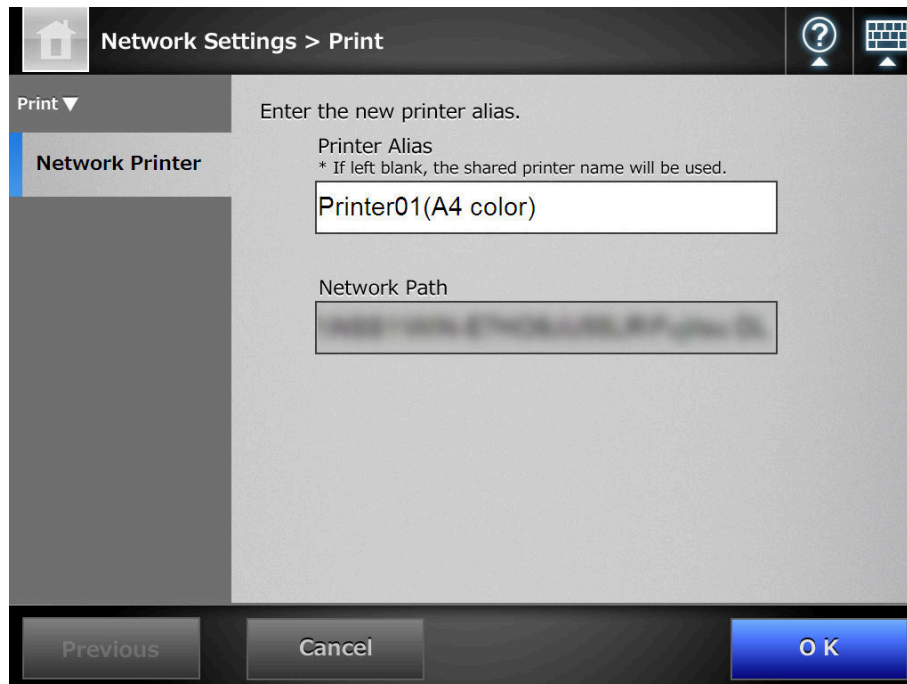 Network Settings > Print
?
Print ▼
Network Printer
Enter the new printer alias.
Printer Alias
* If left blank, the shared printer name will be used.
Printer01(A4 color)
Network Path
Previous
Cancel
O K